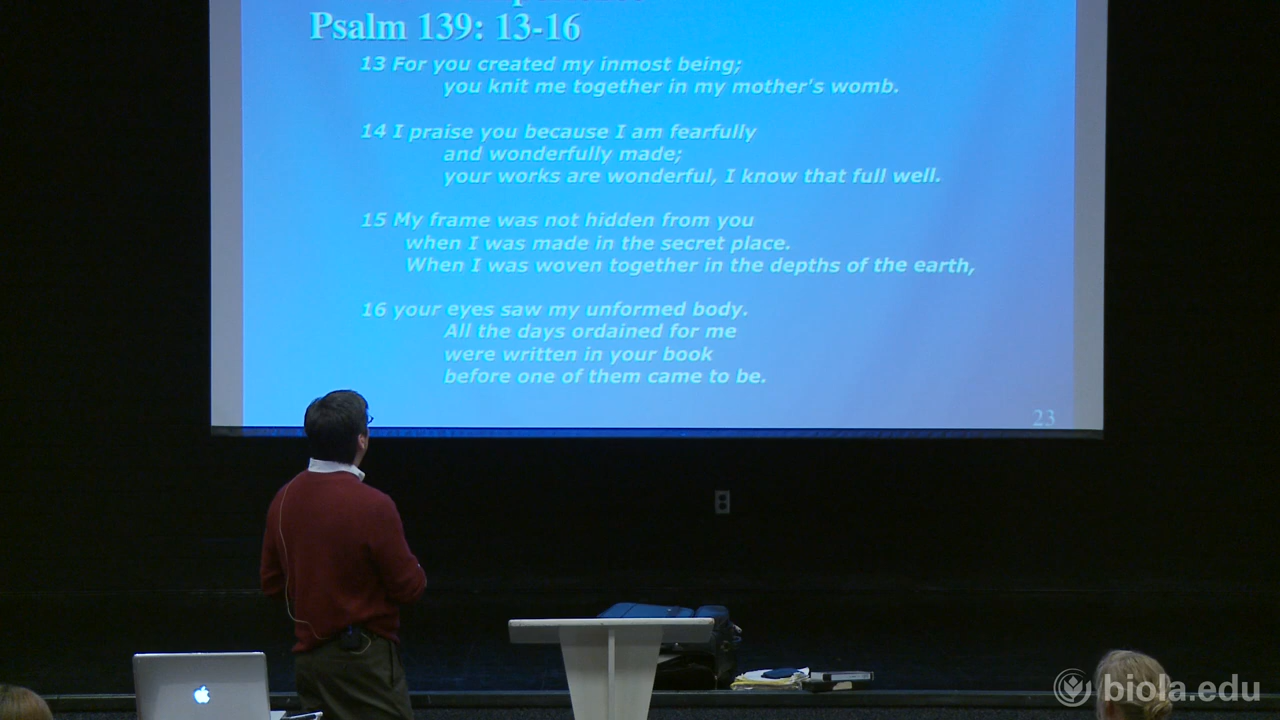 Psalm 139: 13-16
13 For you created my inmost being;
you knit me together in my mother's womb.
14 I praise you because I am fearfully
and wonderfully made;
your works are wonderful, I know that full well.
15 My frame was not hidden from you
when I was made in the secret place.
When I was woven together in the depths of the earth,
16 your eyes saw my unformed body.
All the days ordained for me
were written in your book
before one of them came to be.
23
biola.edu